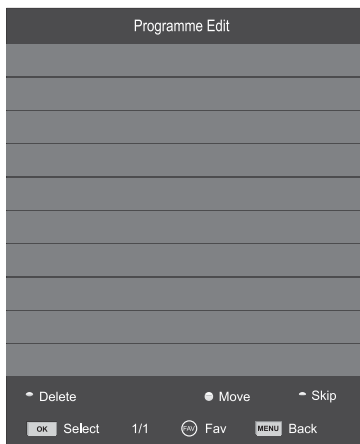 Programme Edit
Delete Move Skip
OK Select 1/1 FAV Fav MENU Back